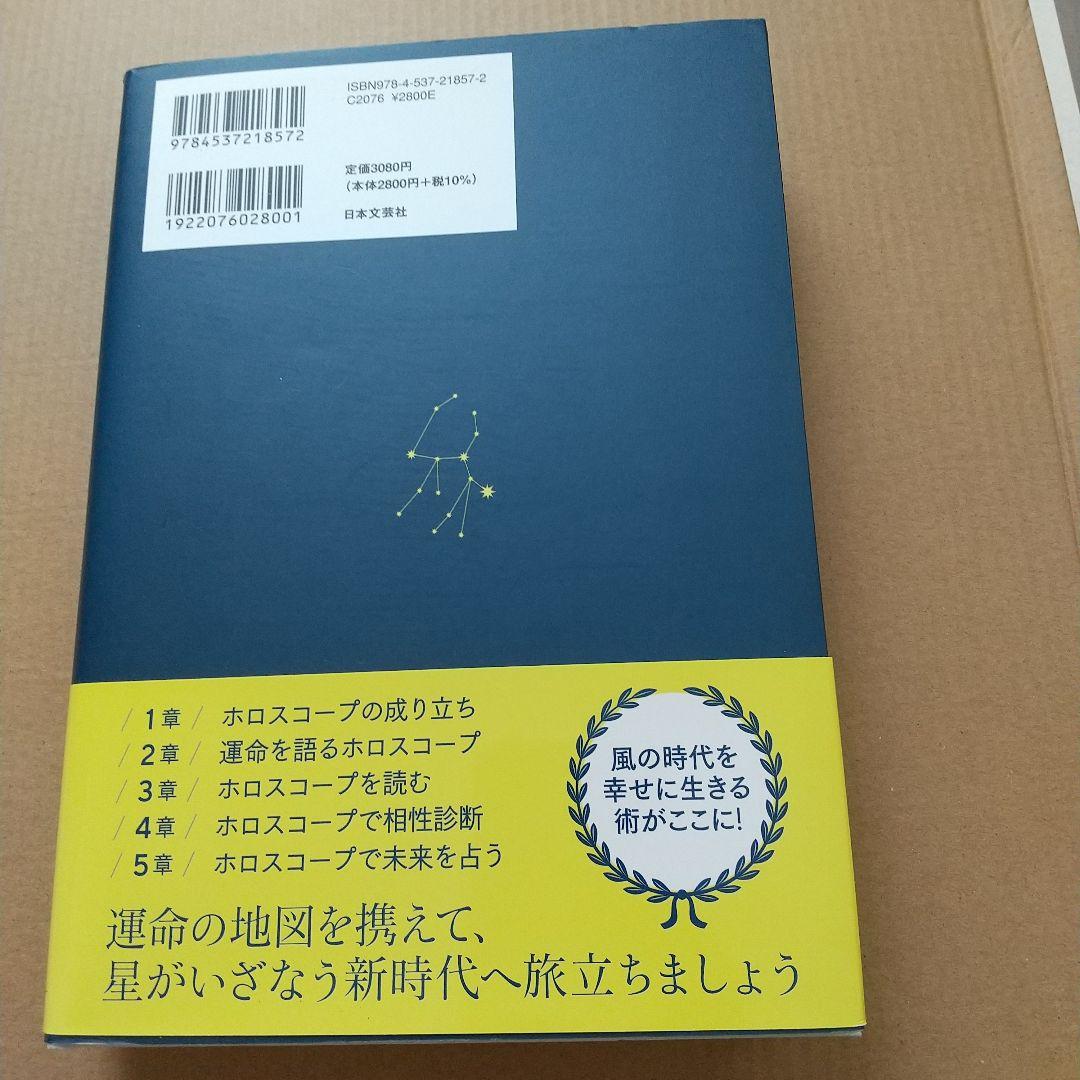 9784537218572
ISBN978-4-537-21857-2
C2076 ¥2800E
1922076028001
定価3080円
（本体2800円＋税10%）
日本文芸社
/ 1章 / ホロスコープの成り立ち
/ 2章 / 運命を語るホロスコープ
/ 3章 / ホロスコープを読む
/ 4章 / ホロスコープで相性診断
/ 5章 / ホロスコープで未来を占う
風の時代を
幸せに生きる
術がここに！
運命の地図を携えて、
星がいざなう新時代へ旅立ちましょう